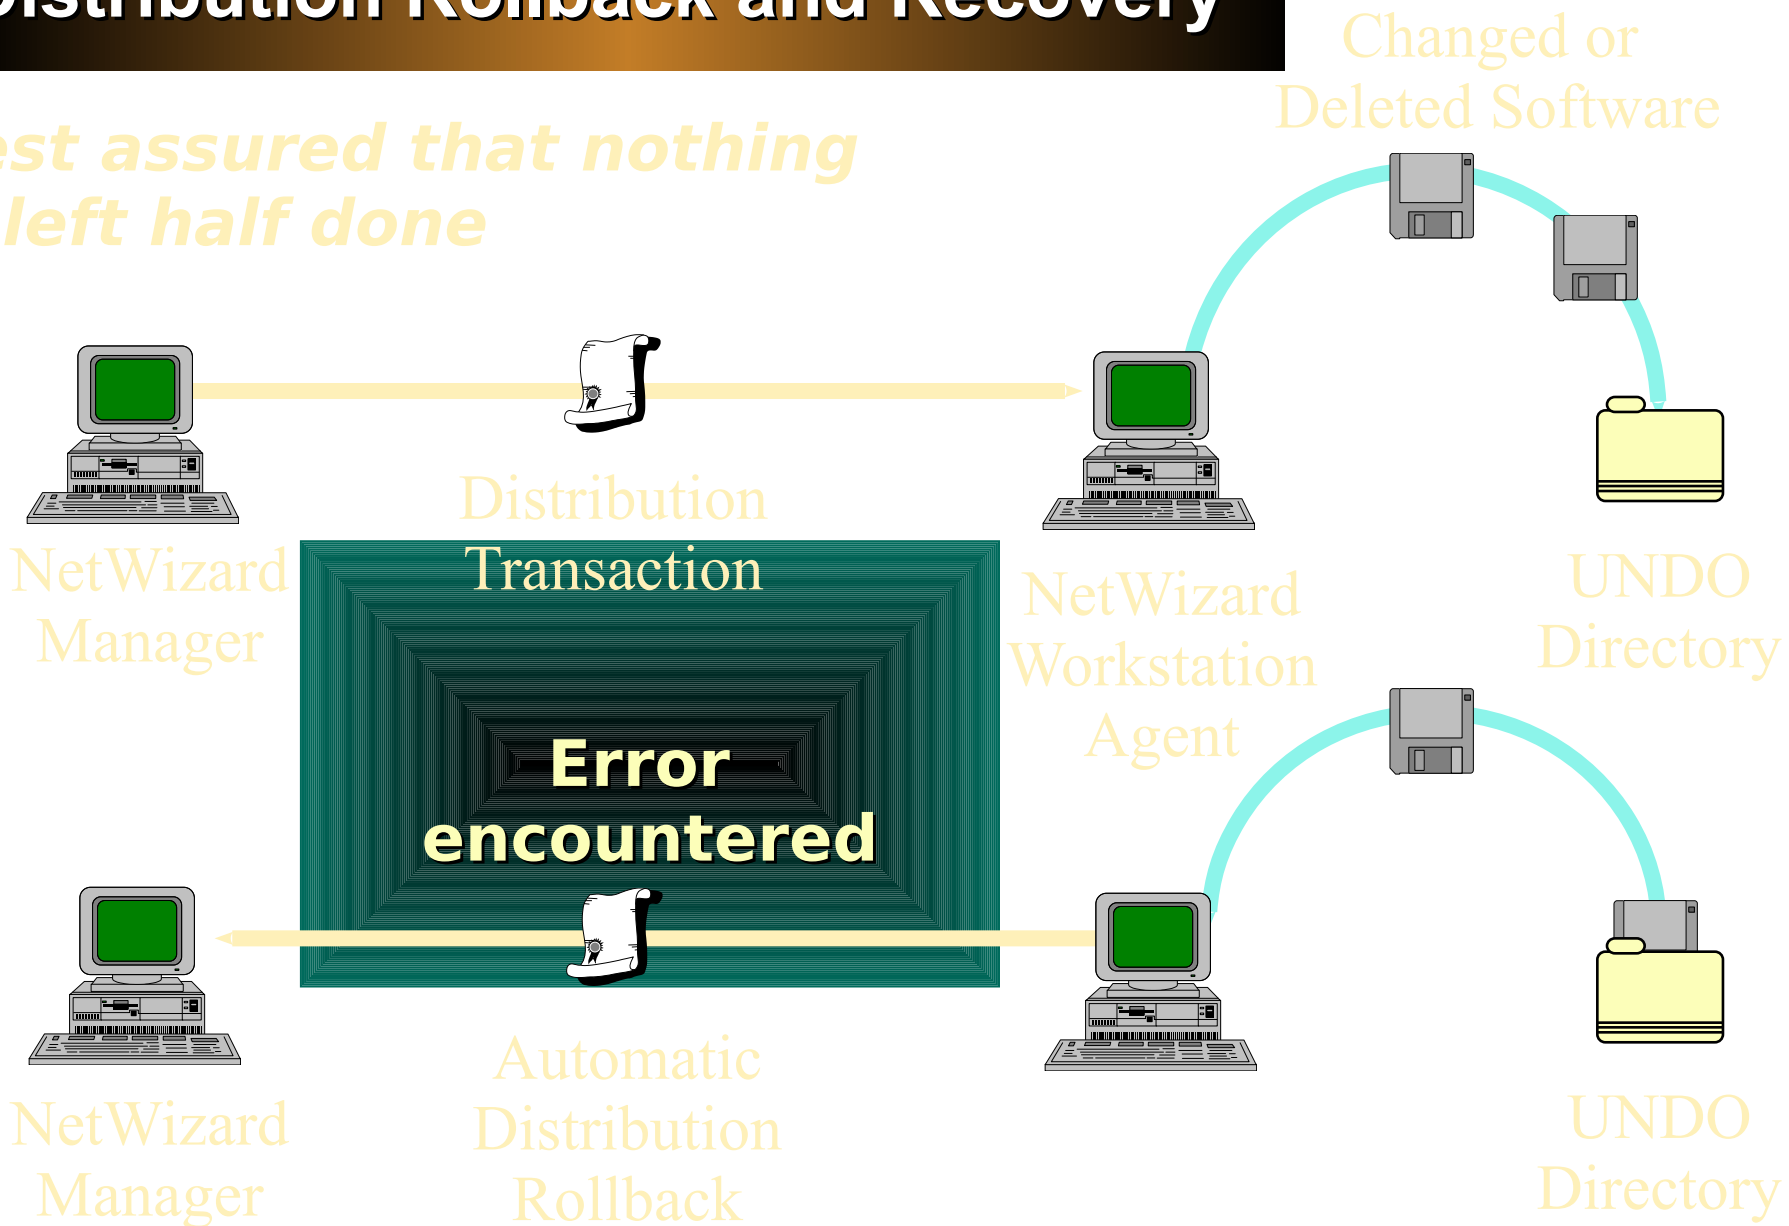 Distribution Rollback and Recovery
Changed or
Deleted Software
est assured that nothing
left half done
Distribution
Transaction
NetWizard
Manager
NetWizard
Workstation
Agent
UNDO
Directory
Error
encountered
NetWizard
Manager
Automatic
Distribution
Rollback
UNDO
Directory